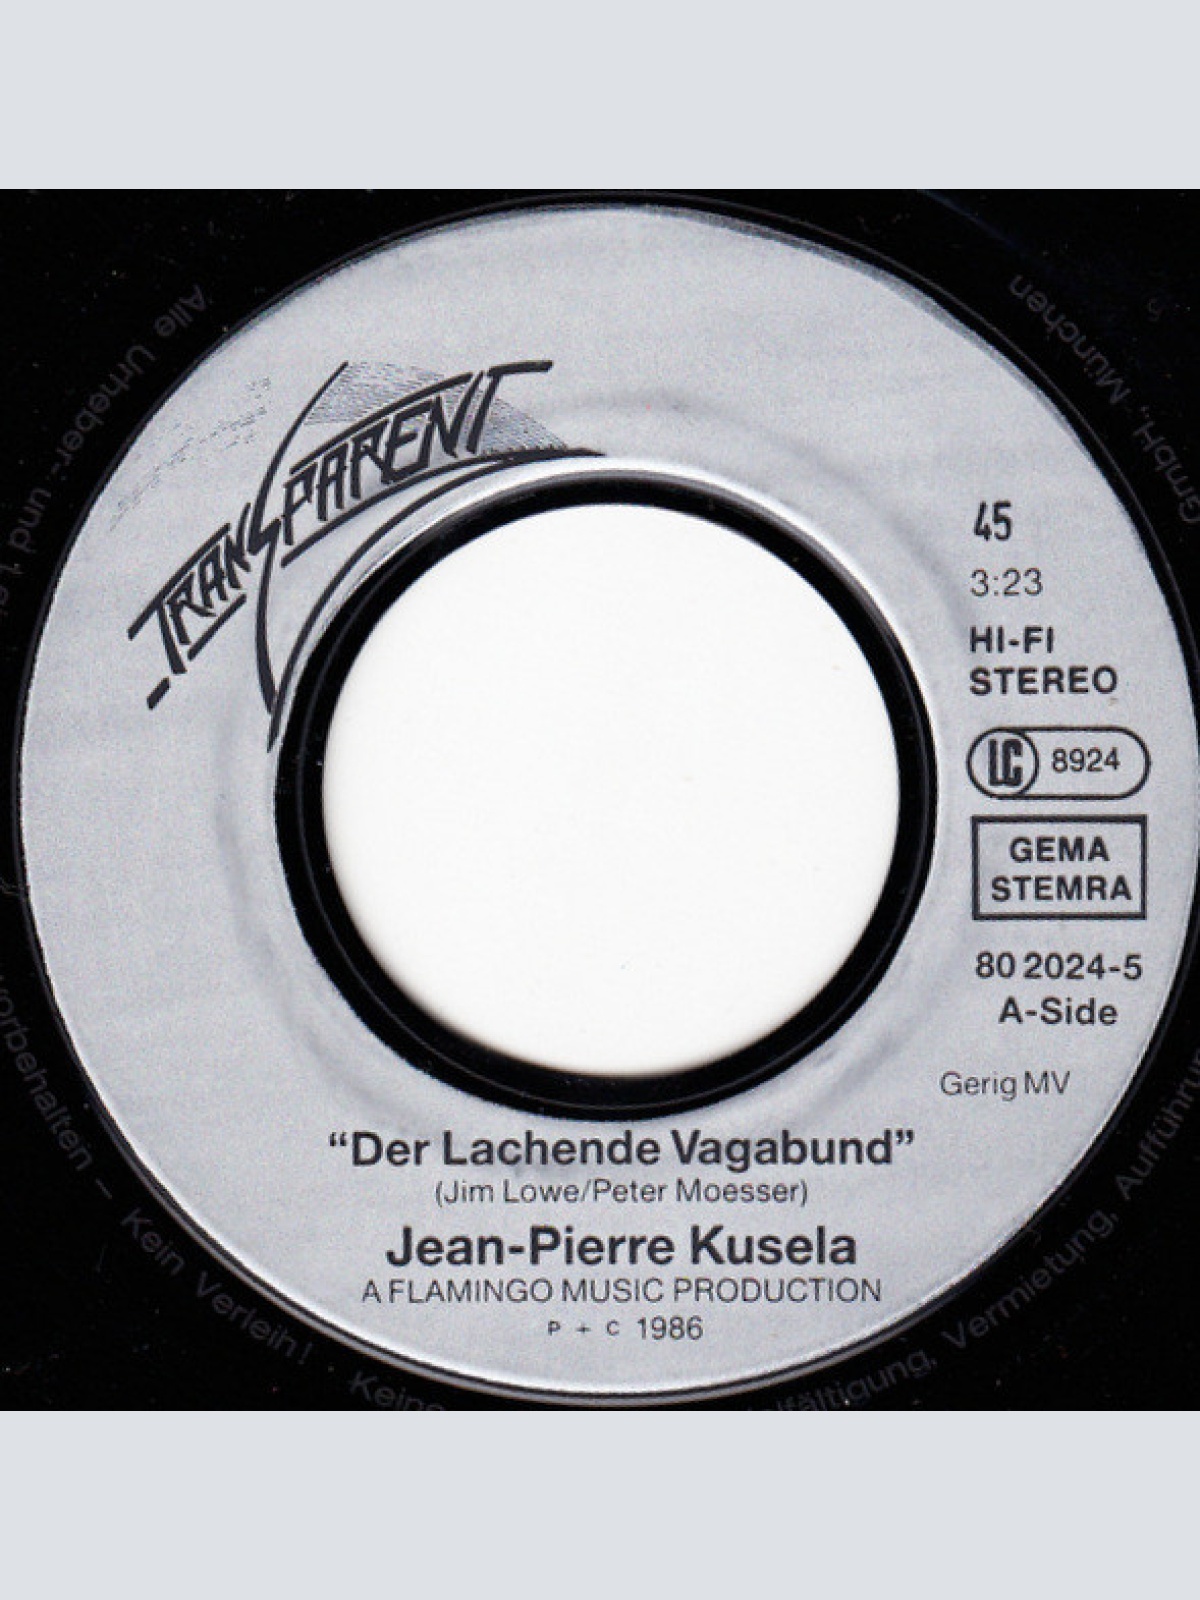 TRANSPARENT
45
3:23
HI-FI
STEREO
LC 8924
GEMA
STEMRA
80 2024-5
A-Side
Gerig MV
“Der Lachende Vagabund”
(Jim Lowe/Peter Moesser)
Jean-Pierre Kusela
A FLAMINGO MUSIC PRODUCTION
P + C 1986
Alle Urheber- und
vorbehalten – Kein Verleih! · Keine
Vermietung, Aufführung
GmbH, München